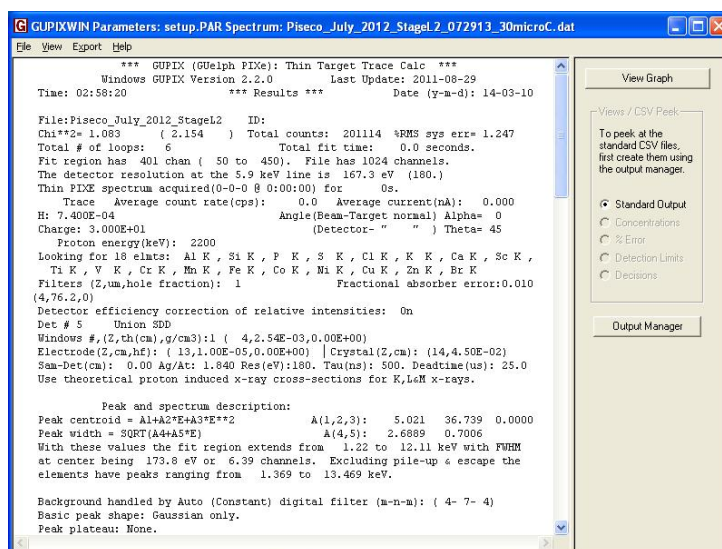 GUPIXWIN Parameters: setup.PAR Spectrum: Piseco_July_2012_StageL2_072913_30microC.dat
File View Export Help
*** GUPIX (GUelph PIXe): Thin Target Trace Calc ***
Windows GUPIX Version 2.2.0 Last Update: 2011-08-29
Time: 02:58:20 *** Results *** Date (y-m-d): 14-03-10
File:Piseco_July_2012_StageL2 ID:
Chi**2= 1.083 ( 2.154 ) Total counts: 201114 %RMS sys err= 1.247
Total # of loops: 6 Total fit time: 0.0 seconds.
Fit region has 401 chan ( 50 to 450). File has 1024 channels.
The detector resolution at the 5.9 keV line is 167.3 eV (180.)
Thin PIXE spectrum acquired(0-0-0 @ 0:00:00) for 0s.
Trace Average count rate(cps): 0.0 Average current(nA): 0.000
H: 7.400E-04 Angle(Beam-Target normal) Alpha= 0
Charge: 3.000E+01 (Detector- " " ) Theta= 45
Proton energy(keV): 2200
Looking for 18 elmts: Al K , Si K , P K , S K , Cl K , K K , Ca K , Sc K ,
Ti K , V K , Cr K , Mn K , Fe K , Co K , Ni K , Cu K , Zn K , Br K
Filters (Z,um,hole fraction): 1 Fractional absorber error:0.010
(4,76.2,0)
Detector efficiency correction of relative intensities: On
Det # 5 Union SDD
Windows #,(Z,th(cm),g/cm3):1 ( 4,2.54E-03,0.00E+00)
Electrode(Z,cm,hf): ( 13,1.00E-05,0.00E+00) | Crystal(Z,cm): (14,4.50E-02)
Sam-Det(cm): 0.00 Ag/At: 1.840 Res(eV):180. Tau(ns): 500. Deadtime(us): 25.0
Use theoretical proton induced x-ray cross-sections for K,L&M x-rays.
Peak and spectrum description:
Peak centroid = A1+A2*E+A3*E**2 A(1,2,3): 5.021 36.739 0.0000
Peak width = SQRT(A4+A5*E) A(4,5): 2.6889 0.7006
With these values the fit region extends from 1.22 to 12.11 keV with FWHM
at center being 173.8 eV or 6.39 channels. Excluding pile-up & escape the
elements have peaks ranging from 1.369 to 13.469 keV.
Background handled by Auto (Constant) digital filter (m-n-m): ( 4- 7- 4)
Basic peak shape: Gaussian only.
Peak plateau: None.
View Graph
Views / CSV Peek
To peek at the
standard CSV files,
first create them using
the output manager.
Standard Output
Concentrations
% Error
Detection Limits
Decisions
Output Manager